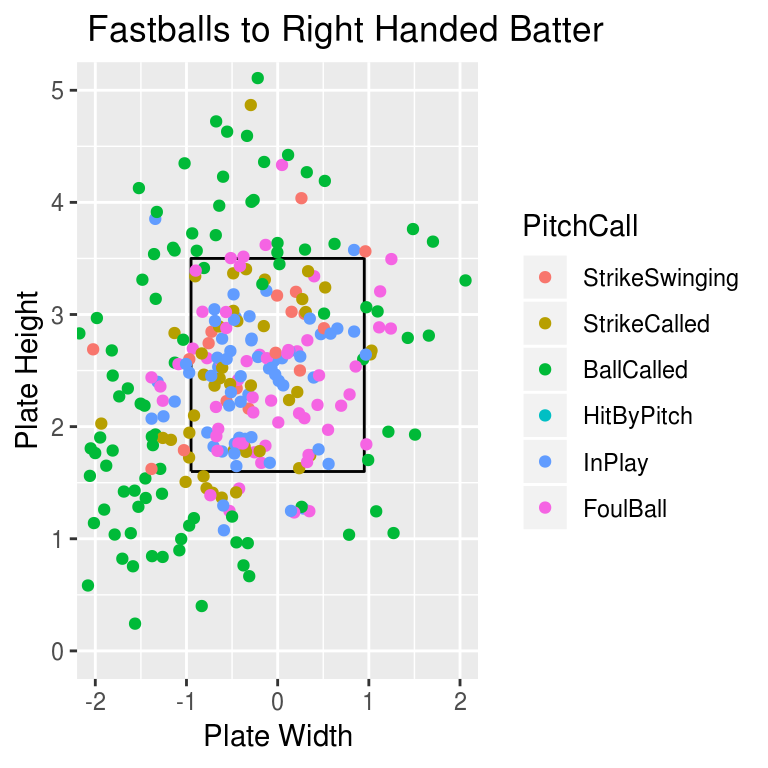 Fastballs to Right Handed Batter
Plate Height
5
4
3
2
1
0
-2 -1 0 1 2
Plate Width
PitchCall
StrikeSwinging
StrikeCalled
BallCalled
HitByPitch
InPlay
FoulBall